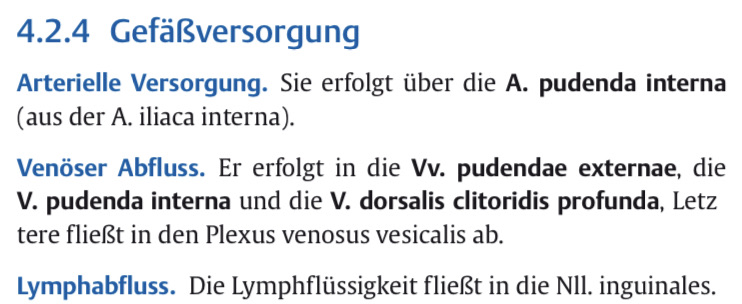 4.2.4 Gefäßversorgung
Arterielle Versorgung. Sie erfolgt über die A. pudenda interna
(aus der A. iliaca interna).
Venöser Abfluss. Er erfolgt in die Vv. pudendae externae, die
V. pudenda interna und die V. dorsalis clitoridis profunda, Letz
tere fließt in den Plexus venosus vesicalis ab.
Lymphabfluss. Die Lymphflüssigkeit fließt in die Nll. inguinales.